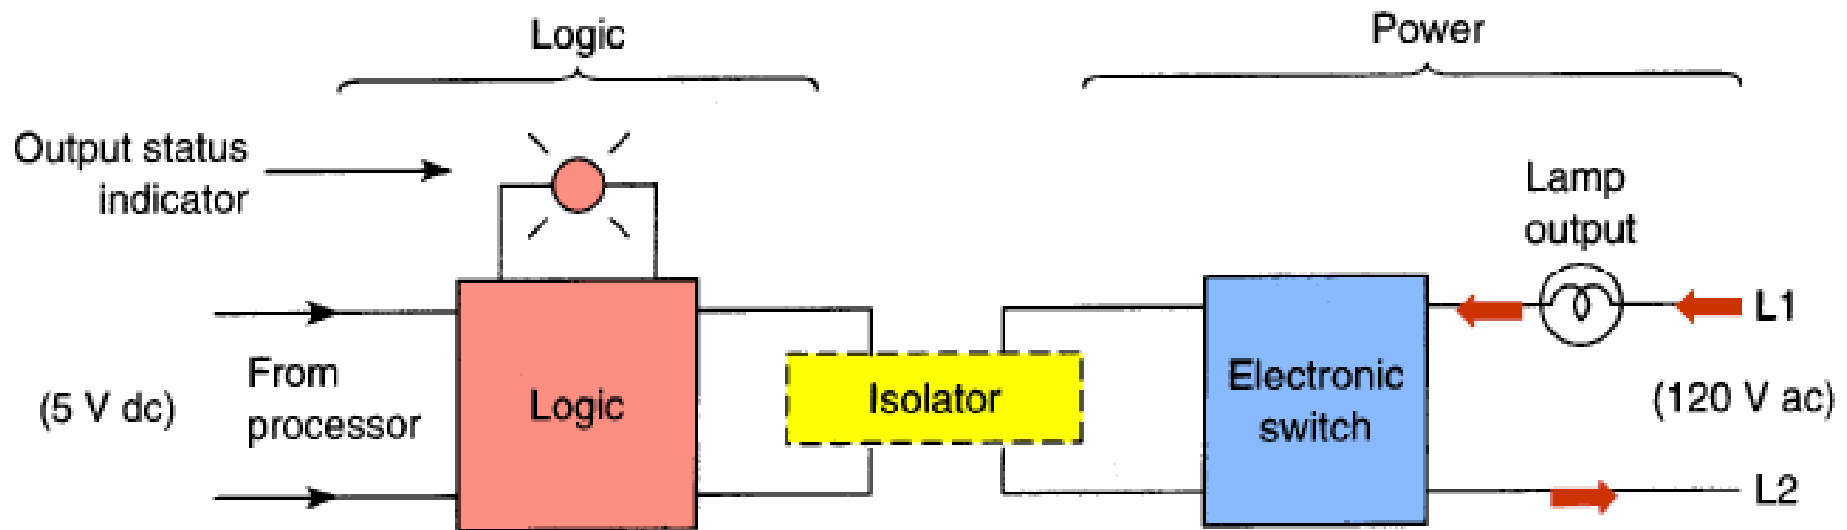 Logic
Power
Output status
indicator
Lamp
output
L1
(5 V dc)
From
processor
Logic
Isolator
Electronic
switch
(120 V ac)
L2